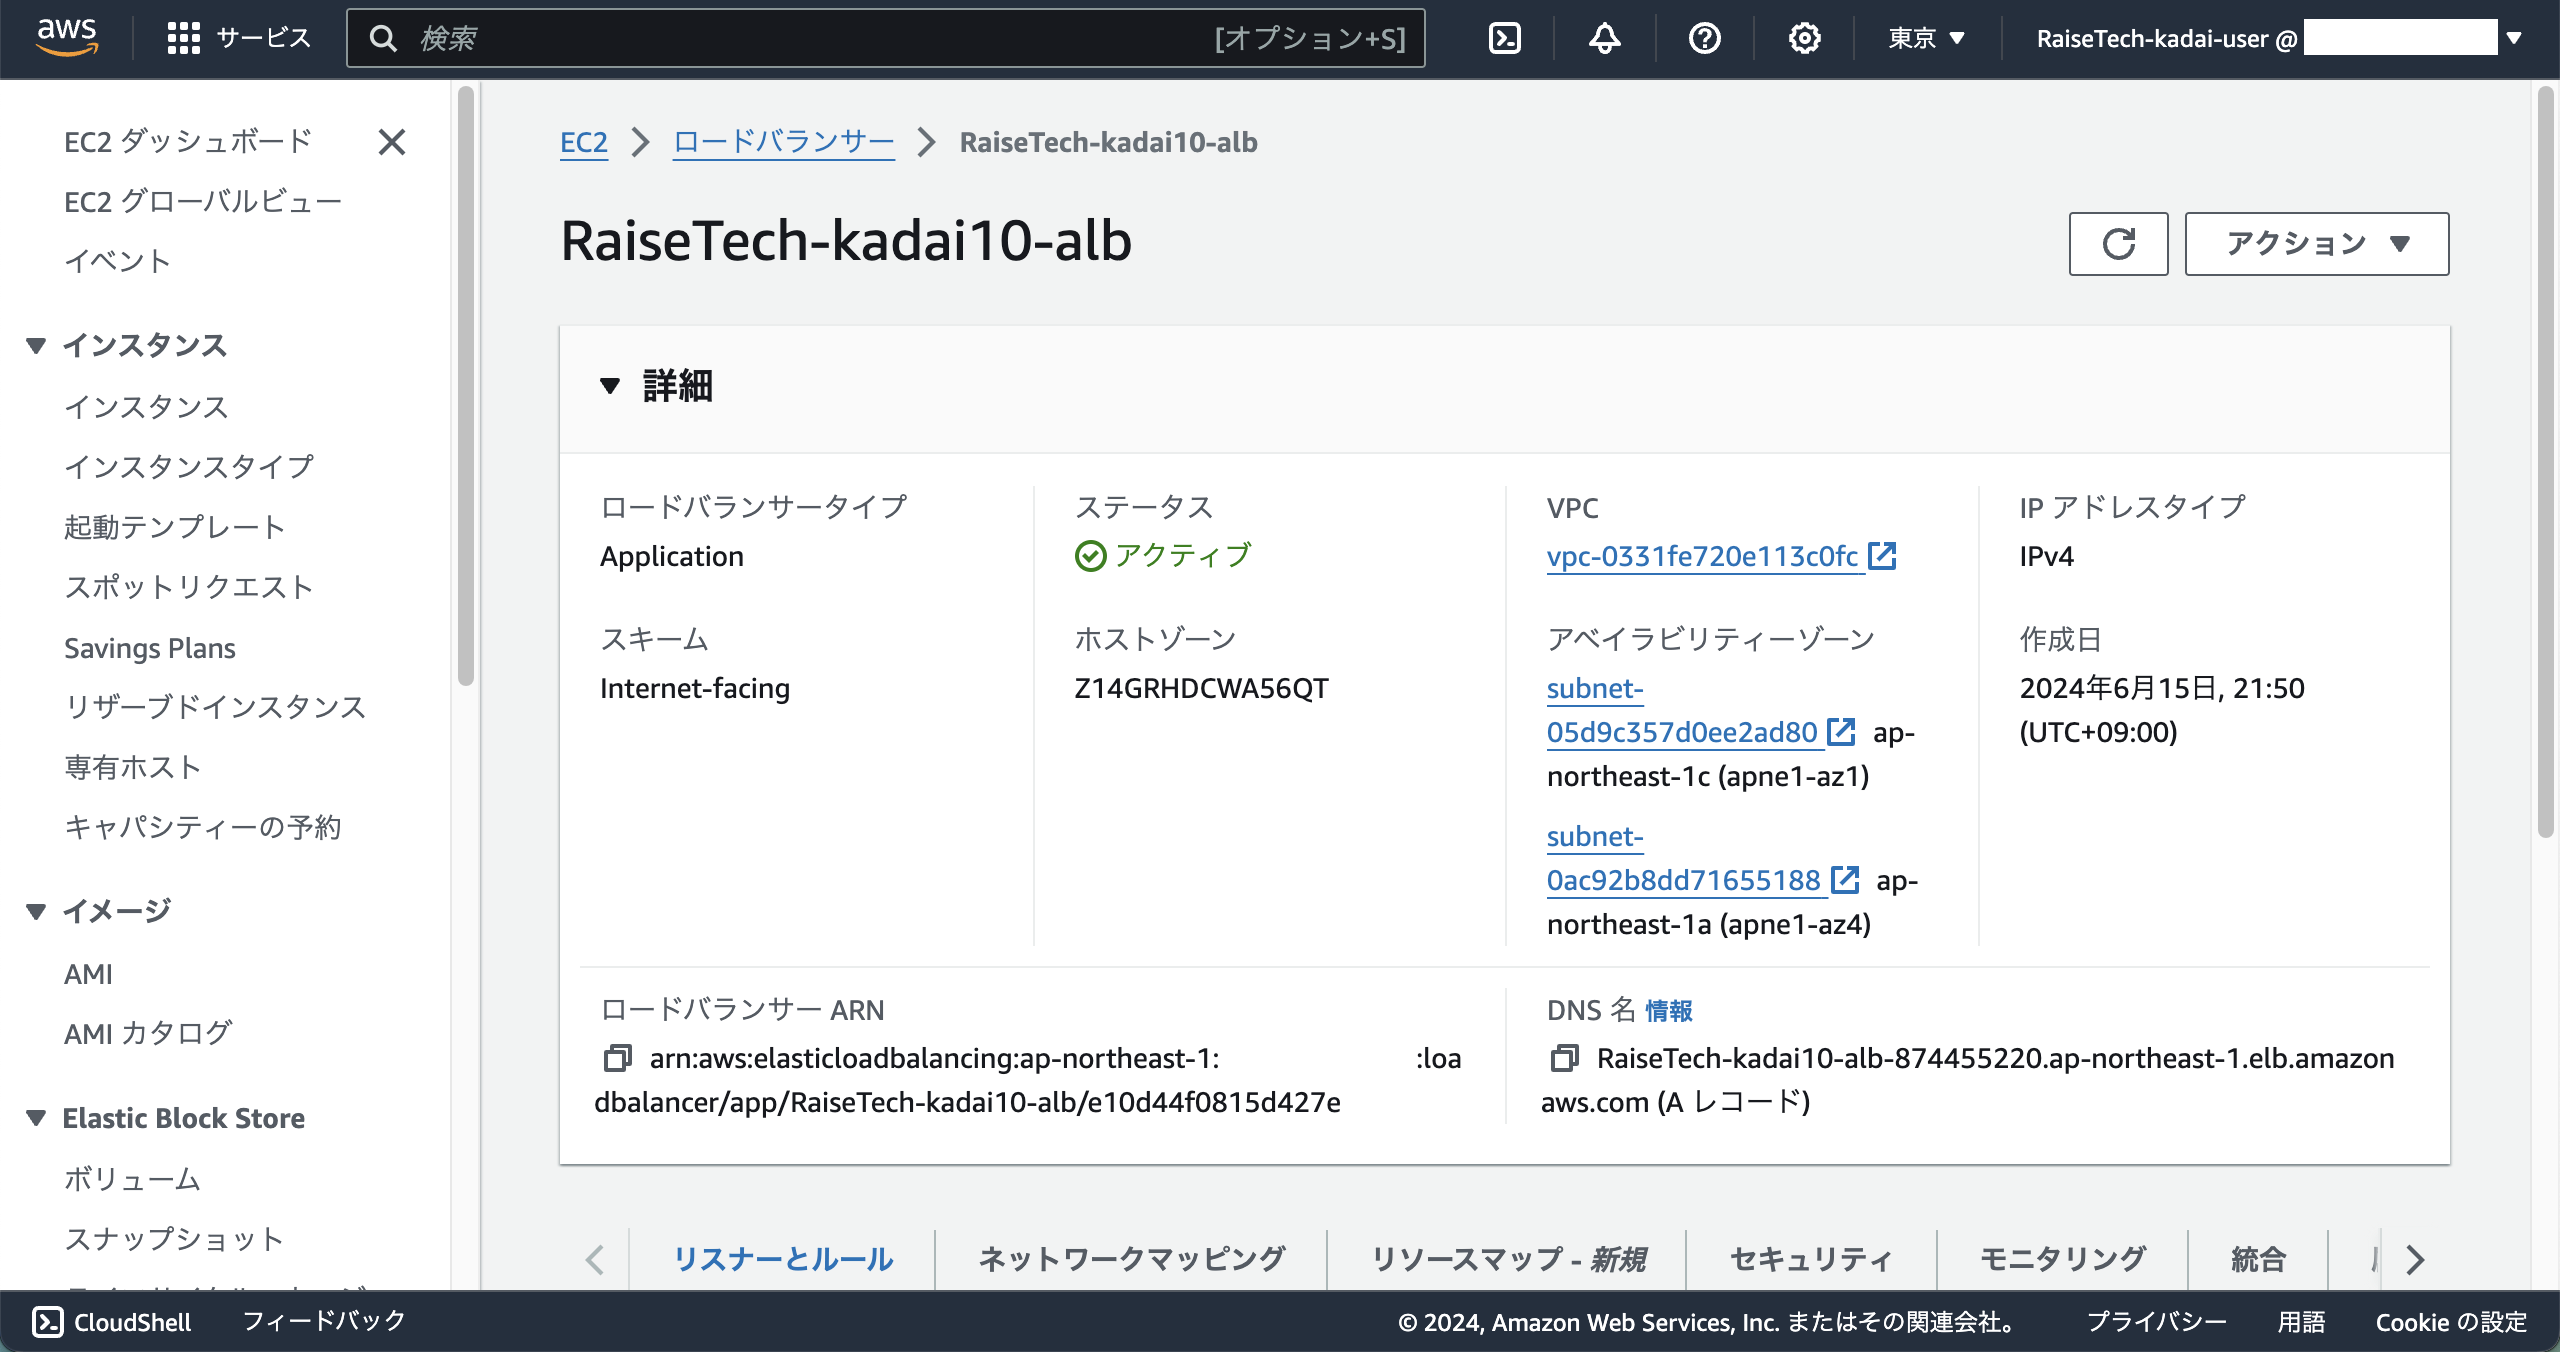 aws
サービス
検索
[オプション+S]
東京
RaiseTech-kadai-user @
EC2 ダッシュボード
EC2 グローバルビュー
イベント
インスタンス
インスタンス
インスタンスタイプ
起動テンプレート
スポットリクエスト
Savings Plans
リザーブドインスタンス
専有ホスト
キャパシティーの予約
イメージ
AMI
AMI カタログ
Elastic Block Store
ボリューム
スナップショット
EC2
ロードバランサー
RaiseTech-kadai10-alb
RaiseTech-kadai10-alb
アクション
詳細
ロードバランサータイプ
Application
ステータス
アクティブ
VPC
vpc-0331fe720e113c0fc
IP アドレスタイプ
IPv4
スキーム
Internet-facing
ホストゾーン
Z14GRHDCWA56QT
アベイラビリティーゾーン
subnet-
05d9c357d0ee2ad80 ap-
northeast-1c (apne1-az1)
subnet-
0ac92b8dd71655188 ap-
northeast-1a (apne1-az4)
作成日
2024年6月15日, 21:50
(UTC+09:00)
ロードバランサー ARN
arn:aws:elasticloadbalancing:ap-northeast-1: :loa
dbalancer/app/RaiseTech-kadai10-alb/e10d44f0815d427e
DNS 名 情報
RaiseTech-kadai10-alb-874455220.ap-northeast-1.elb.amazon
aws.com (A レコード)
リスナーとルール
ネットワークマッピング
リソースマップ - 新規
セキュリティ
モニタリング
統合
CloudShell
フィードバック
© 2024, Amazon Web Services, Inc. またはその関連会社。
プライバシー
用語
Cookie の設定